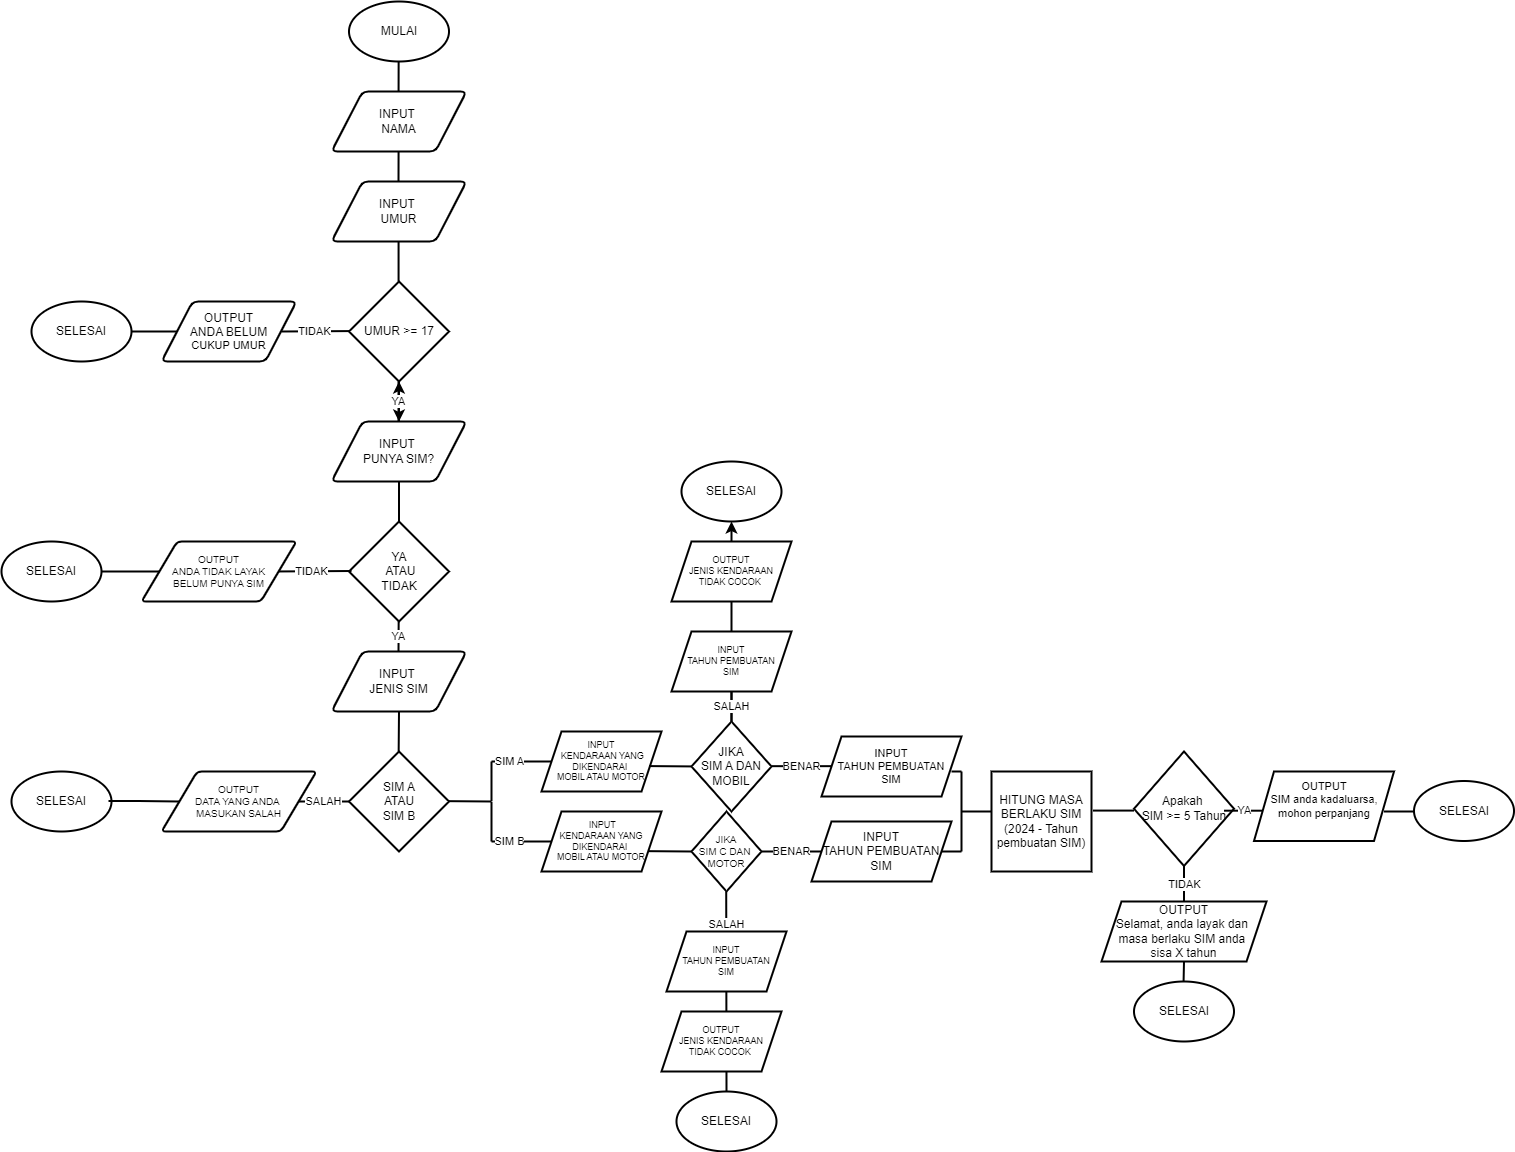 MULAI
INPUT
NAMA
INPUT
UMUR
UMUR >= 17
TIDAK
OUTPUT
ANDA BELUM
CUKUP UMUR
SELESAI
YA
INPUT
PUNYA SIM?
YA
ATAU
TIDAK
TIDAK
OUTPUT
ANDA TIDAK LAYAK
BELUM PUNYA SIM
SELESAI
YA
INPUT
JENIS SIM
SIM A
ATAU
SIM B
SALAH
OUTPUT
DATA YANG ANDA
MASUKAN SALAH
SELESAI
SIM A
INPUT
KENDARAAN YANG
DIKENDARAI
MOBIL ATAU MOTOR
JIKA
SIM A DAN
MOBIL
SALAH
INPUT
TAHUN PEMBUATAN
SIM
OUTPUT
JENIS KENDARAAN
TIDAK COCOK
SELESAI
BENAR
INPUT
TAHUN PEMBUATAN
SIM
SIM B
INPUT
KENDARAAN YANG
DIKENDARAI
MOBIL ATAU MOTOR
JIKA
SIM C DAN
MOTOR
BENAR
INPUT
TAHUN PEMBUATAN
SIM
SALAH
INPUT
TAHUN PEMBUATAN
SIM
OUTPUT
JENIS KENDARAAN
TIDAK COCOK
SELESAI
HITUNG MASA
BERLAKU SIM
(2024 - Tahun
pembuatan SIM)
Apakah
SIM >= 5 Tahun
YA
OUTPUT
SIM anda kadaluarsa,
mohon perpanjang
SELESAI
TIDAK
OUTPUT
Selamat, anda layak dan
masa berlaku SIM anda
sisa X tahun
SELESAI